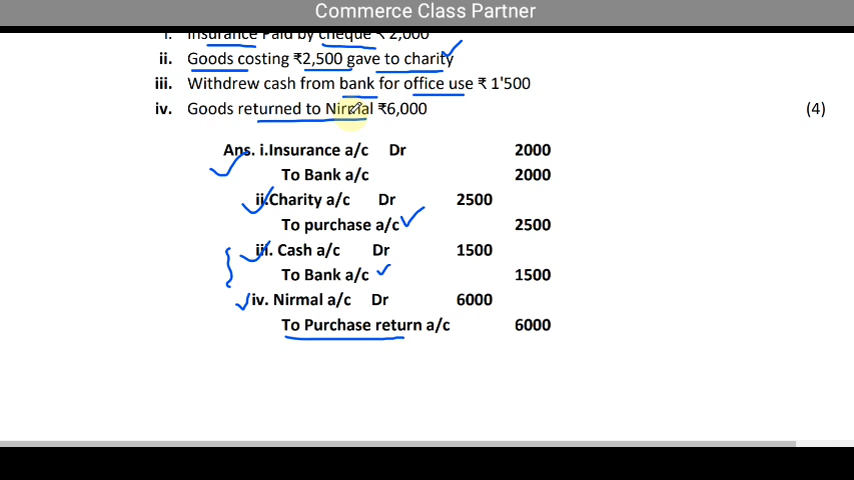 Commerce Class Partner
i. Insurance Paid by cheque ₹ 2,000
ii. Goods costing ₹2,500 gave to charity
iii. Withdrew cash from bank for office use ₹ 1'500
iv. Goods returned to Nirmal ₹6,000 (4)
Ans. i.Insurance a/c Dr 2000
To Bank a/c 2000
ii.Charity a/c Dr 2500
To purchase a/c 2500
iii. Cash a/c Dr 1500
To Bank a/c 1500
iv. Nirmal a/c Dr 6000
To Purchase return a/c 6000